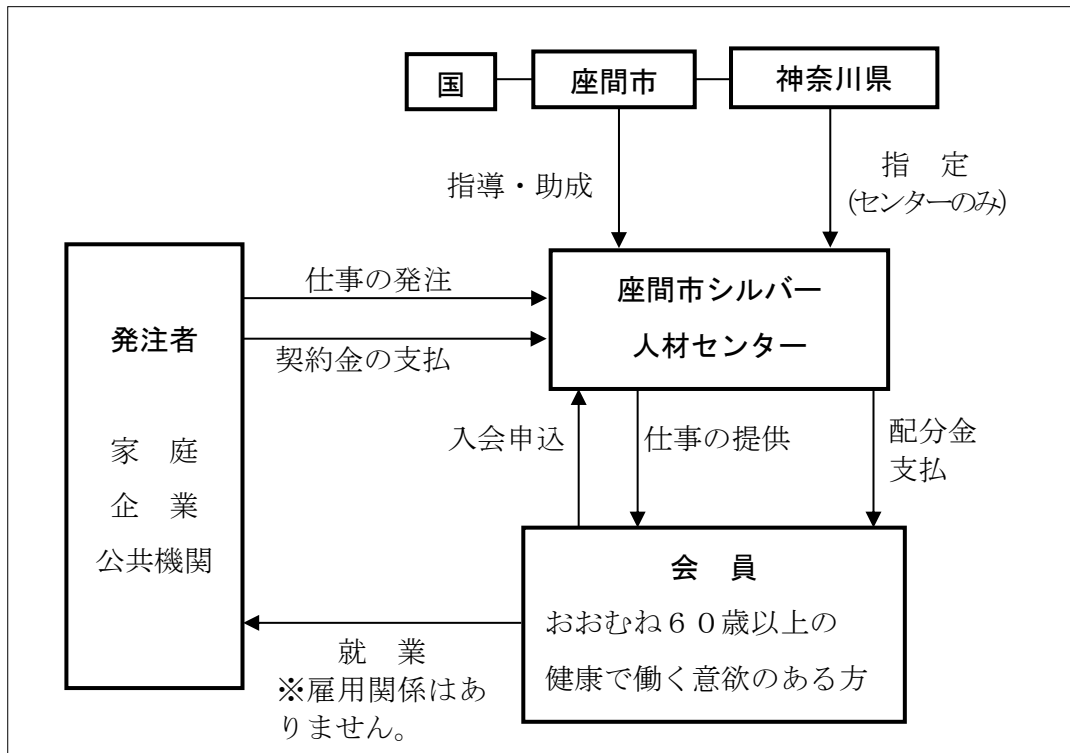 国
座間市
神奈川県
指導・助成
指　定
(センターのみ)
発注者
家　庭
企　業
公共機関
仕事の発注
契約金の支払
座間市シルバー
人材センター
入会申込
仕事の提供
配分金
支払
会　員
おおむね６０歳以上の
健康で働く意欲のある方
就　業
※雇用関係はあ
りません。